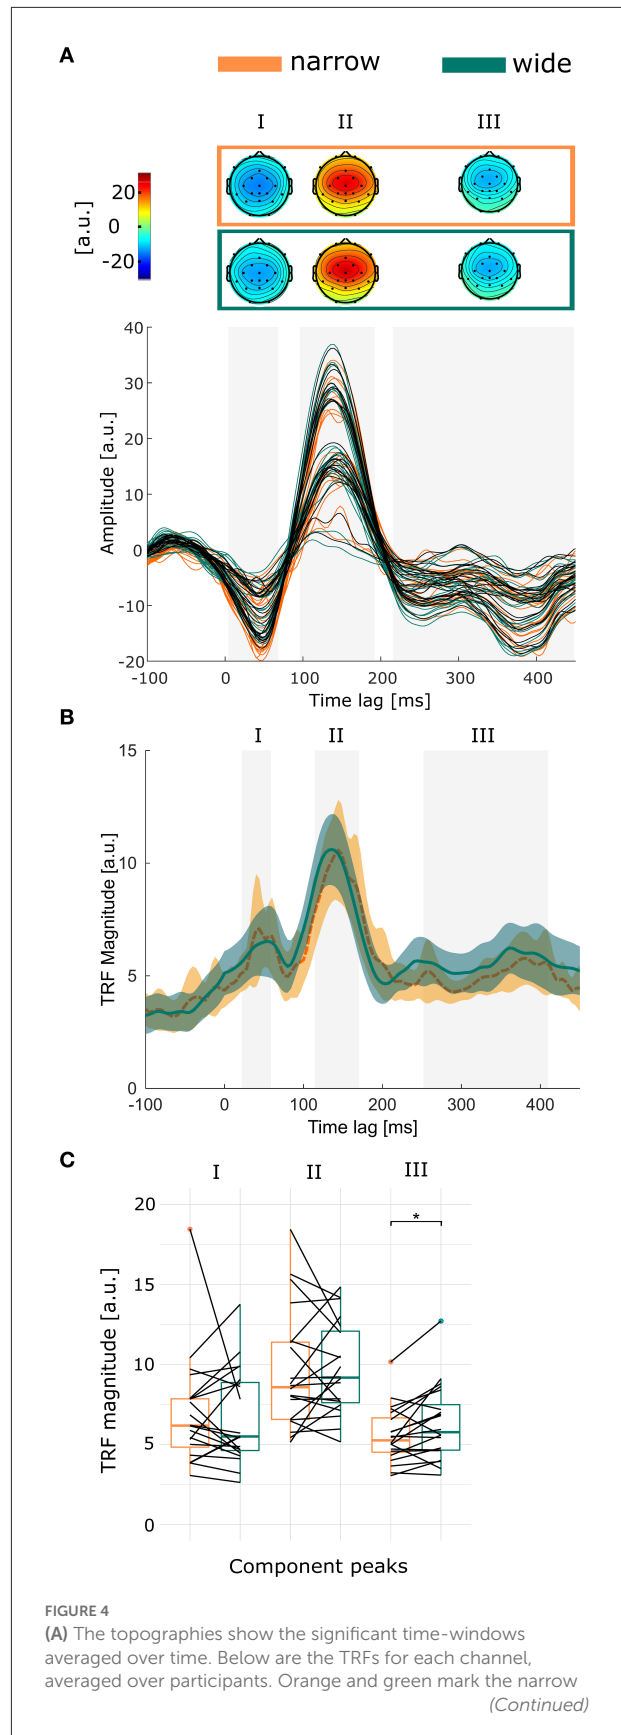 A
narrow wide
I II III
[a.u.]
20
0
-20
Amplitude [a.u.]
40
30
20
10
0
-10
-20
-100 0 100 200 300 400
Time lag [ms]
B
I II III
TRF Magnitude [a.u.]
15
10
5
0
-100 0 100 200 300 400
Time lag [ms]
C
I II III
*
TRF magnitude [a.u.]
20
15
10
5
0
Component peaks
FIGURE 4
(A) The topographies show the significant time-windows
averaged over time. Below are the TRFs for each channel,
averaged over participants. Orange and green mark the narrow
(Continued)